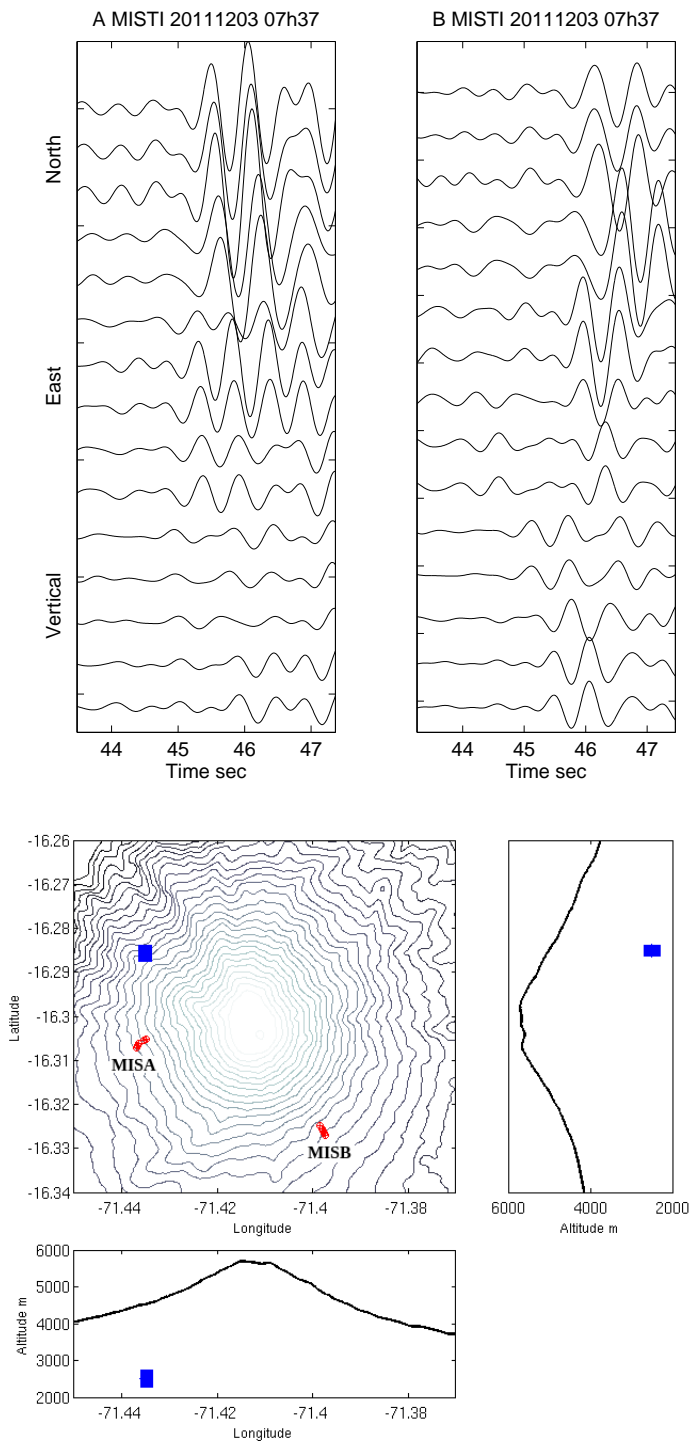 A MISTI 20111203 07h37
B MISTI 20111203 07h37
North
East
Vertical
44 45 46 47
Time sec
44 45 46 47
Time sec
-16.26
-16.27
-16.28
-16.29
-16.3
-16.31
-16.32
-16.33
-16.34
Latitude
MISA
MISB
-71.44 -71.42 -71.4 -71.38
Longitude
6000 4000 2000
Altitude m
6000
5000
4000
3000
2000
Altitude m
-71.44 -71.42 -71.4 -71.38
Longitude